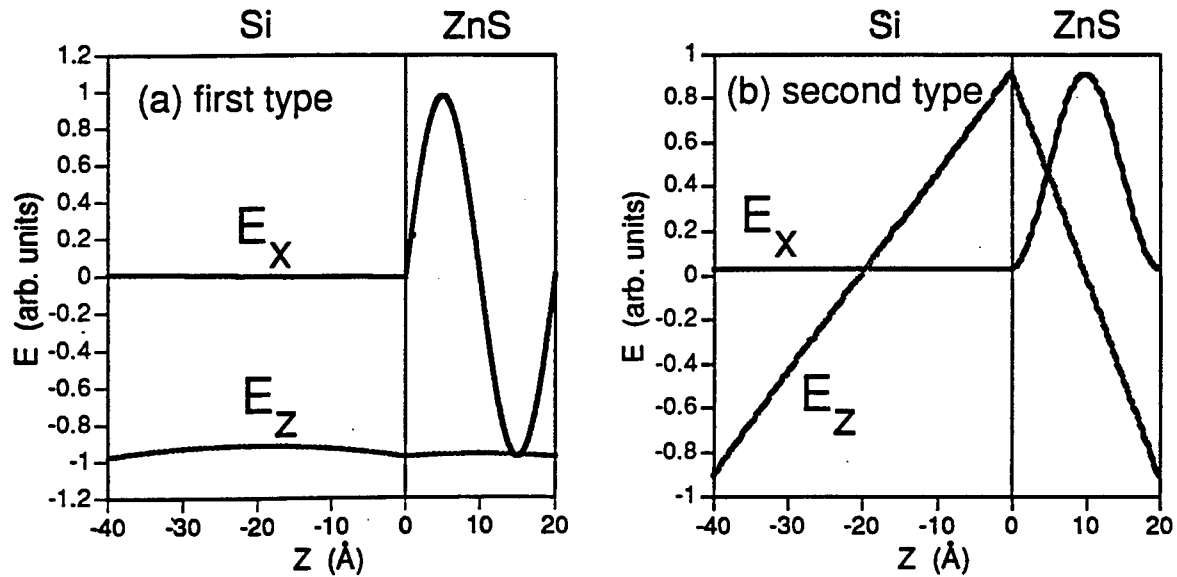 Si ZnS
(a) first type
E (arb. units)
1.2
1
0.8
0.6
0.4
0.2
0
-0.2
-0.4
-0.6
-0.8
-1
-1.2
Ex
Ez
-40 -30 -20 -10 0 10 20
Z (Å)
Si ZnS
(b) second type
E (arb. units)
1
0.8
0.6
0.4
0.2
0
-0.2
-0.4
-0.6
-0.8
-1
Ex
Ez
-40 -30 -20 -10 0 10 20
Z (Å)